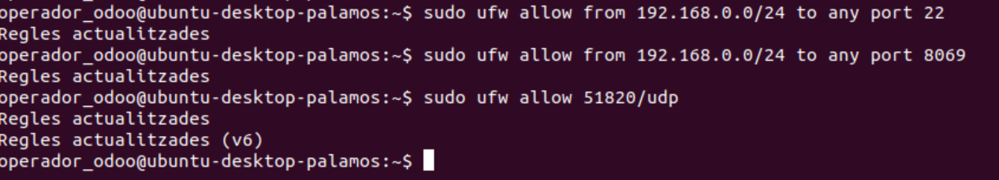 operador_odoo@ubuntu-desktop-palamos:~$ sudo ufw allow from 192.168.0.0/24 to any port 22
Regles actualitzades
operador_odoo@ubuntu-desktop-palamos:~$ sudo ufw allow from 192.168.0.0/24 to any port 8069
Regles actualitzades
operador_odoo@ubuntu-desktop-palamos:~$ sudo ufw allow 51820/udp
Regles actualitzades
Regles actualitzades (v6)
operador_odoo@ubuntu-desktop-palamos:~$